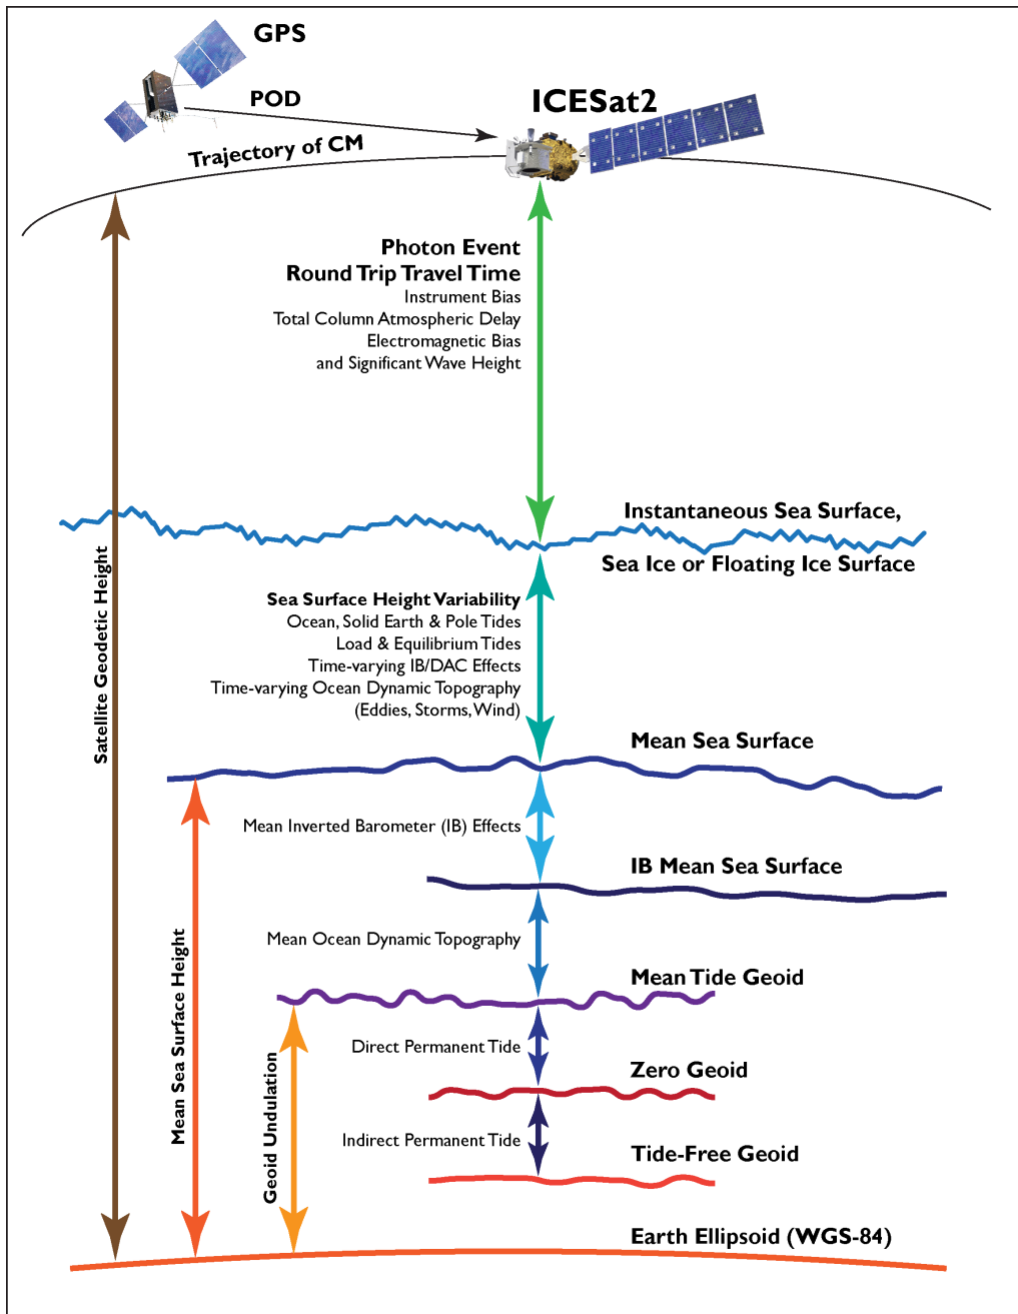 GPS
POD
ICESat2
Trajectory of CM
Photon Event
Round Trip Travel Time
Instrument Bias
Total Column Atmospheric Delay
Electromagnetic Bias
and Significant Wave Height
Instantaneous Sea Surface,
Sea Ice or Floating Ice Surface
Sea Surface Height Variability
Ocean, Solid Earth & Pole Tides
Load & Equilibrium Tides
Time-varying IB/DAC Effects
Time-varying Ocean Dynamic Topography
(Eddies, Storms, Wind)
Satellite Geodetic Height
Mean Sea Surface
Mean Inverted Barometer (IB) Effects
IB Mean Sea Surface
Mean Ocean Dynamic Topography
Mean Sea Surface Height
Mean Tide Geoid
Direct Permanent Tide
Zero Geoid
Geoid Undulation
Indirect Permanent Tide
Tide-Free Geoid
Earth Ellipsoid (WGS-84)